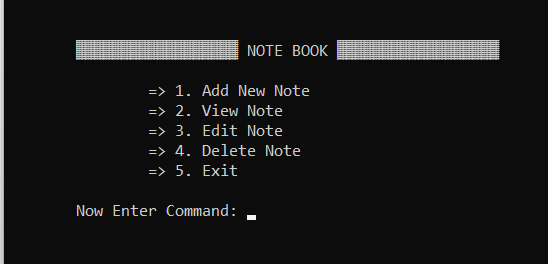 ▒▒▒▒▒▒▒▒▒▒▒▒▒▒▒▒▒▒ NOTE BOOK ▒▒▒▒▒▒▒▒▒▒▒▒▒▒▒▒▒▒
=> 1. Add New Note
=> 2. View Note
=> 3. Edit Note
=> 4. Delete Note
=> 5. Exit
Now Enter Command: _